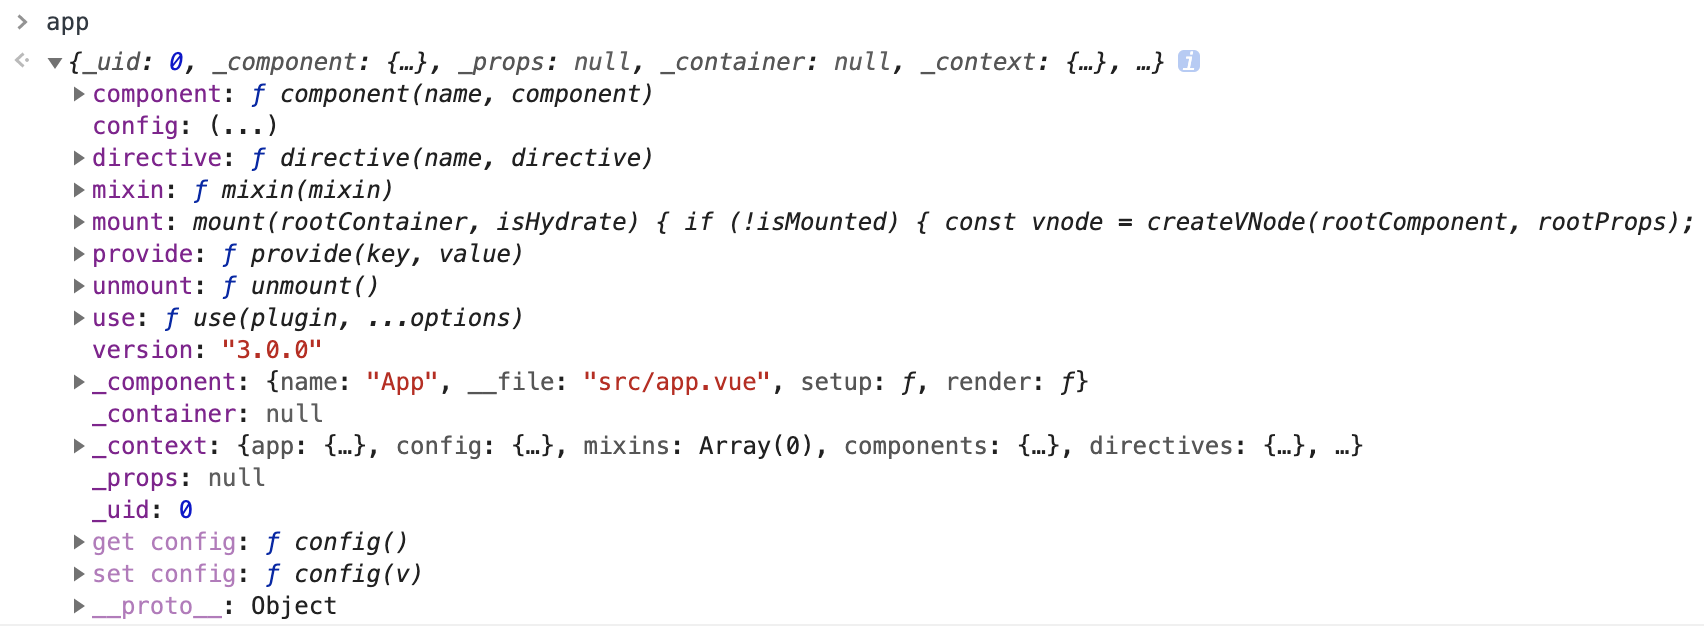 > app
{_uid: 0, _component: {…}, _props: null, _container: null, _context: {…}, …} i
component: ƒ component(name, component)
config: (...)
directive: ƒ directive(name, directive)
mixin: ƒ mixin(mixin)
mount: mount(rootContainer, isHydrate) { if (!isMounted) { const vnode = createVNode(rootComponent, rootProps);
provide: ƒ provide(key, value)
unmount: ƒ unmount()
use: ƒ use(plugin, ...options)
version: "3.0.0"
_component: {name: "App", __file: "src/app.vue", setup: ƒ, render: ƒ}
_container: null
_context: {app: {…}, config: {…}, mixins: Array(0), components: {…}, directives: {…}, …}
_props: null
_uid: 0
get config: ƒ config()
set config: ƒ config(v)
__proto__: Object